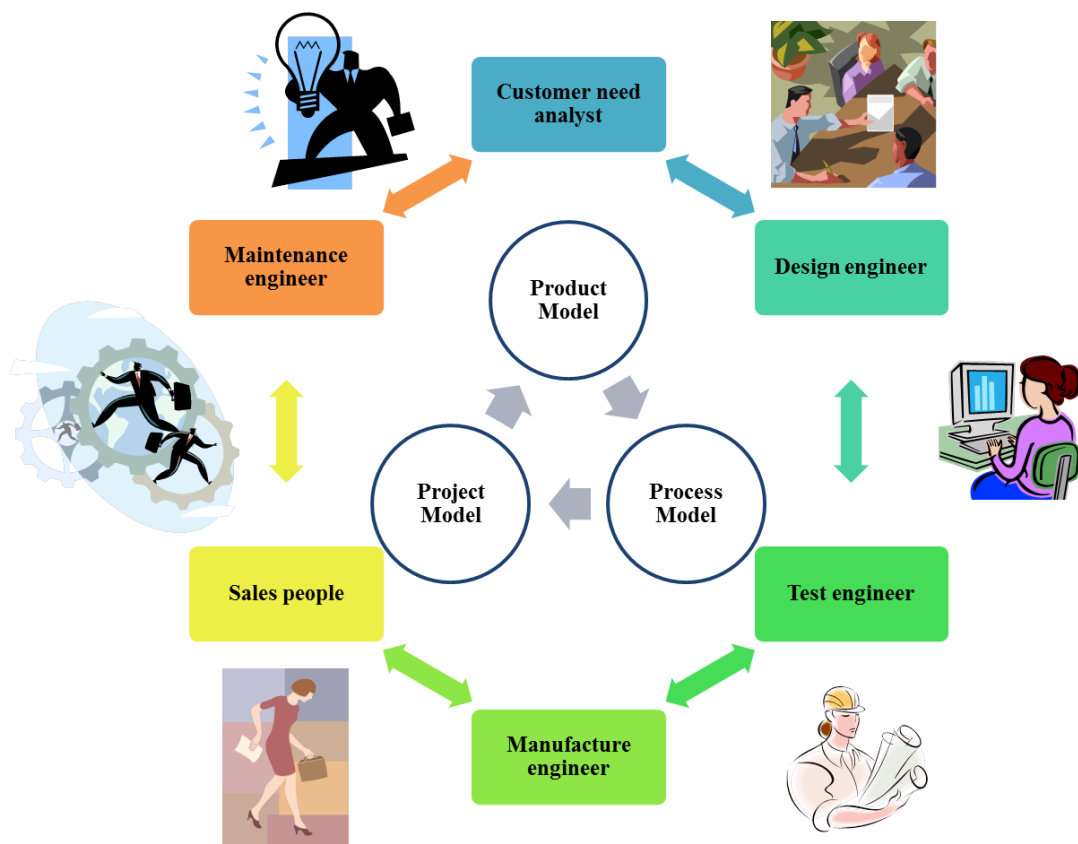 Customer need
analyst
Maintenance
engineer
Design engineer
Product
Model
Project
Model
Process
Model
Sales people
Test engineer
Manufacture
engineer